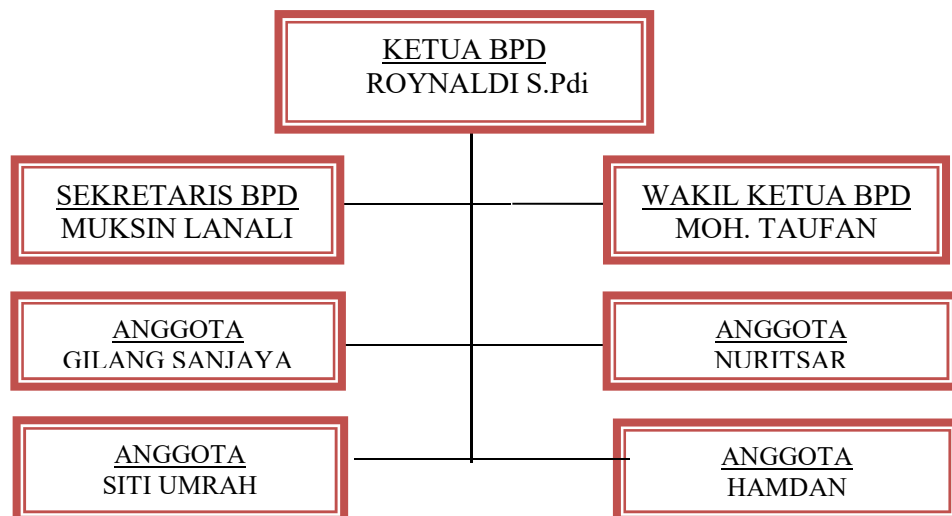 KETUA BPD
ROYNALDI S.Pdi
SEKRETARIS BPD
MUKSIN LANALI
WAKIL KETUA BPD
MOH. TAUFAN
ANGGOTA
GILANG SANJAYA
ANGGOTA
NURITSAR
ANGGOTA
SITI UMRAH
ANGGOTA
HAMDAN